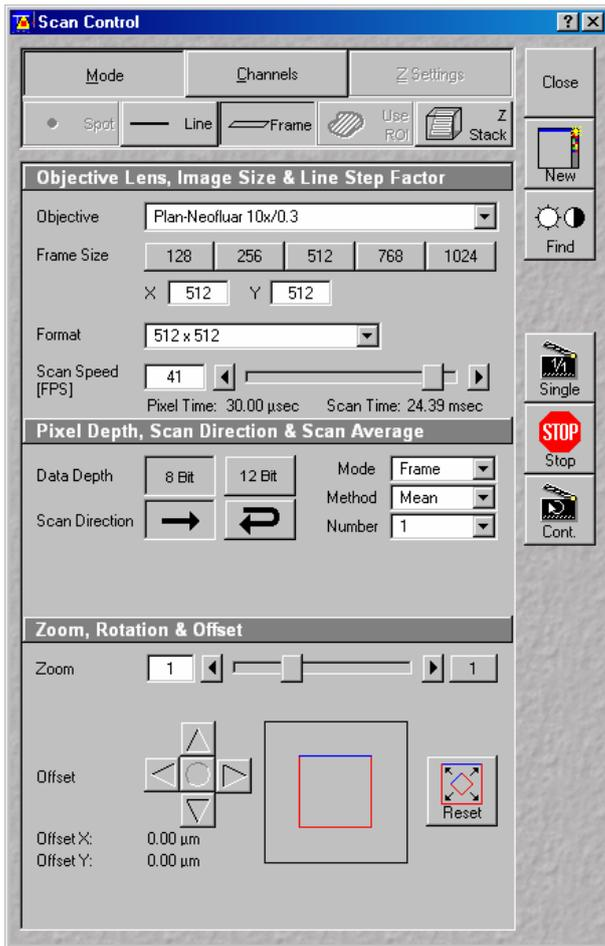 Scan Control
? x
Mode Channels Z Settings Close
Spot Line Frame Use ROI Z Stack
New
Objective Lens, Image Size & Line Step Factor
Objective Plan-Neofluar 10x/0.3
Find
Frame Size 128 256 512 768 1024
X 512 Y 512
Format 512 x 512
1/1
Single
Scan Speed [FPS] 41
Pixel Time: 30.00 µsec Scan Time: 24.39 msec
STOP
Stop
Pixel Depth, Scan Direction & Scan Average
Data Depth 8 Bit 12 Bit Mode Frame
Method Mean
Scan Direction Number 1
Cont.
Zoom, Rotation & Offset
Zoom 1 1
Offset
Reset
Offset X: 0.00 µm
Offset Y: 0.00 µm